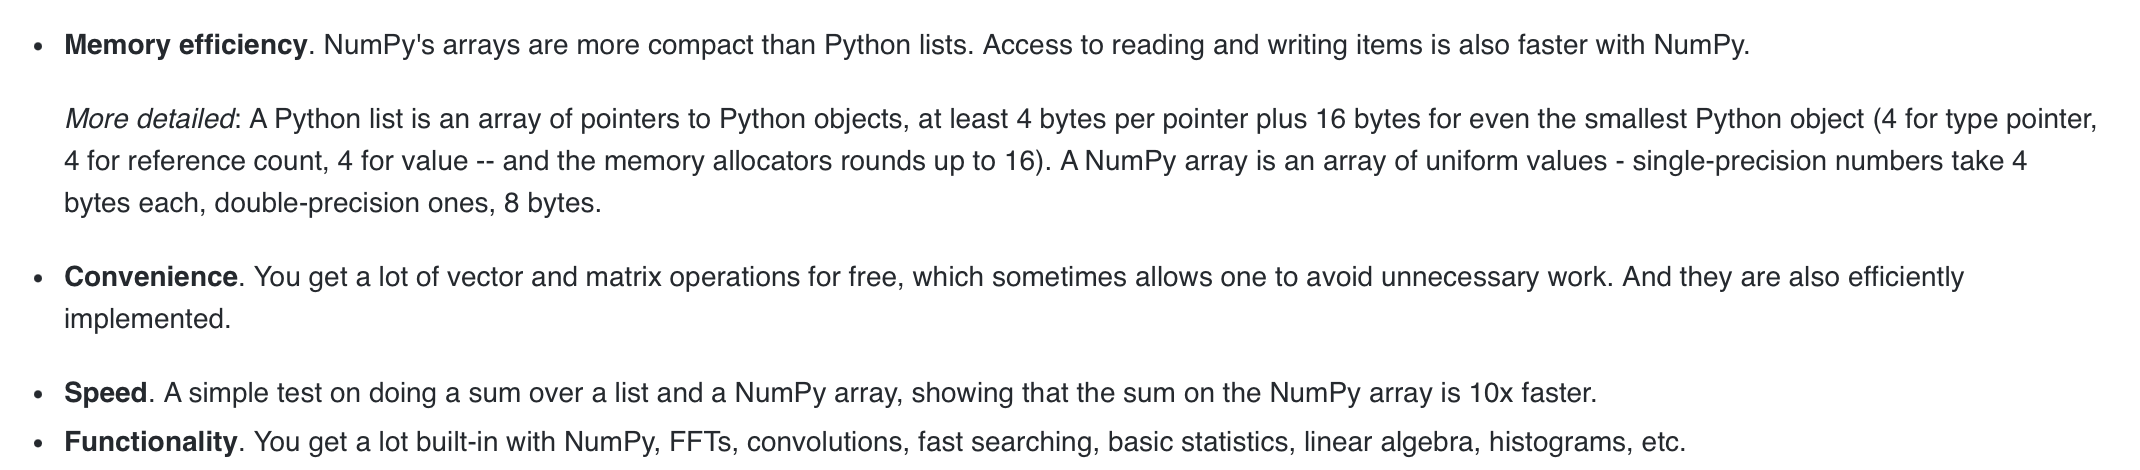 • Memory efficiency. NumPy's arrays are more compact than Python lists. Access to reading and writing items is also faster with NumPy.
More detailed: A Python list is an array of pointers to Python objects, at least 4 bytes per pointer plus 16 bytes for even the smallest Python object (4 for type pointer,
4 for reference count, 4 for value -- and the memory allocators rounds up to 16). A NumPy array is an array of uniform values - single-precision numbers take 4
bytes each, double-precision ones, 8 bytes.
• Convenience. You get a lot of vector and matrix operations for free, which sometimes allows one to avoid unnecessary work. And they are also efficiently
implemented.
• Speed. A simple test on doing a sum over a list and a NumPy array, showing that the sum on the NumPy array is 10x faster.
• Functionality. You get a lot built-in with NumPy, FFTs, convolutions, fast searching, basic statistics, linear algebra, histograms, etc.